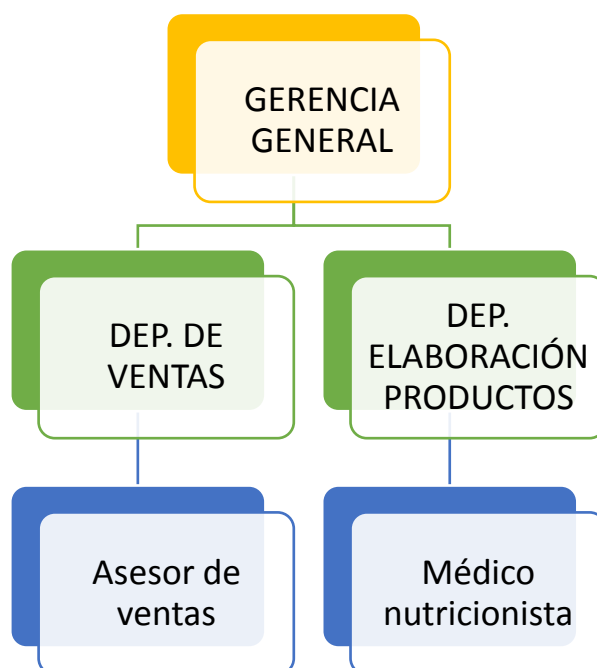 GERENCIA
GENERAL
DEP. DE
VENTAS
DEP.
ELABORACIÓN
PRODUCTOS
Asesor de
ventas
Médico
nutricionista